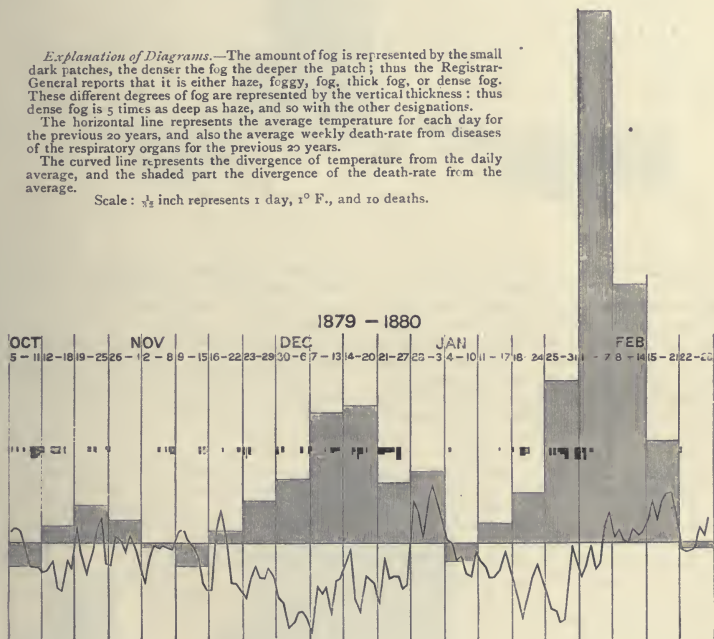 Explanation of Diagrams.—The amount of fog is represented by the small
dark patches, the denser the fog the deeper the patch; thus the Registrar-
General reports that it is either haze, foggy, fog, thick fog, or dense fog.
These different degrees of fog are represented by the vertical thickness: thus
dense fog is 5 times as deep as haze, and so with the other designations.
The horizontal line represents the average temperature for each day for
the previous 20 years, and also the average weekly death-rate from diseases
of the respiratory organs for the previous 20 years.
The curved line represents the divergence of temperature from the daily
average, and the shaded part the divergence of the death-rate from the
average.
Scale: 1/32 inch represents 1 day, 1° F., and 10 deaths.
1879 – 1880
OCT NOV DEC JAN FEB
5 – 11 12–18 19–25 26 – 1 2 – 8 9 – 15 16–22 23–29 30–6 7 – 13 14–20 21–27 28–3 4–10 11 – 17 18 24 25–31 1 – 7 8 – 14 15–21 22–28